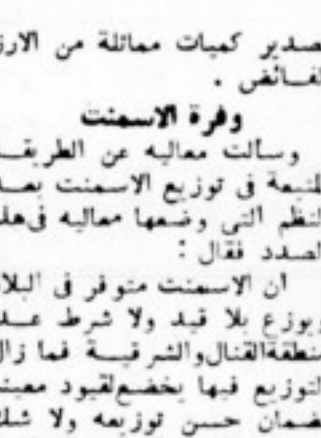 تصدير كميات مماثلة من الارز
الفائض .
وفرة الاسمنت
وسألت معاليه عن الطريقة
المتبعة في توزيع الاسمنت بعد
النظم التي وضعها معاليه في هذا
الصدد فقال :
ان الاسمنت متوفر في البلاد
ويوزع بلا قيد ولا شرط عدا
منطقة القنال والشرقية فما زال
التوزيع فيها يخضع لقيود معينة
لضمان حسن توزيعه ولا شك